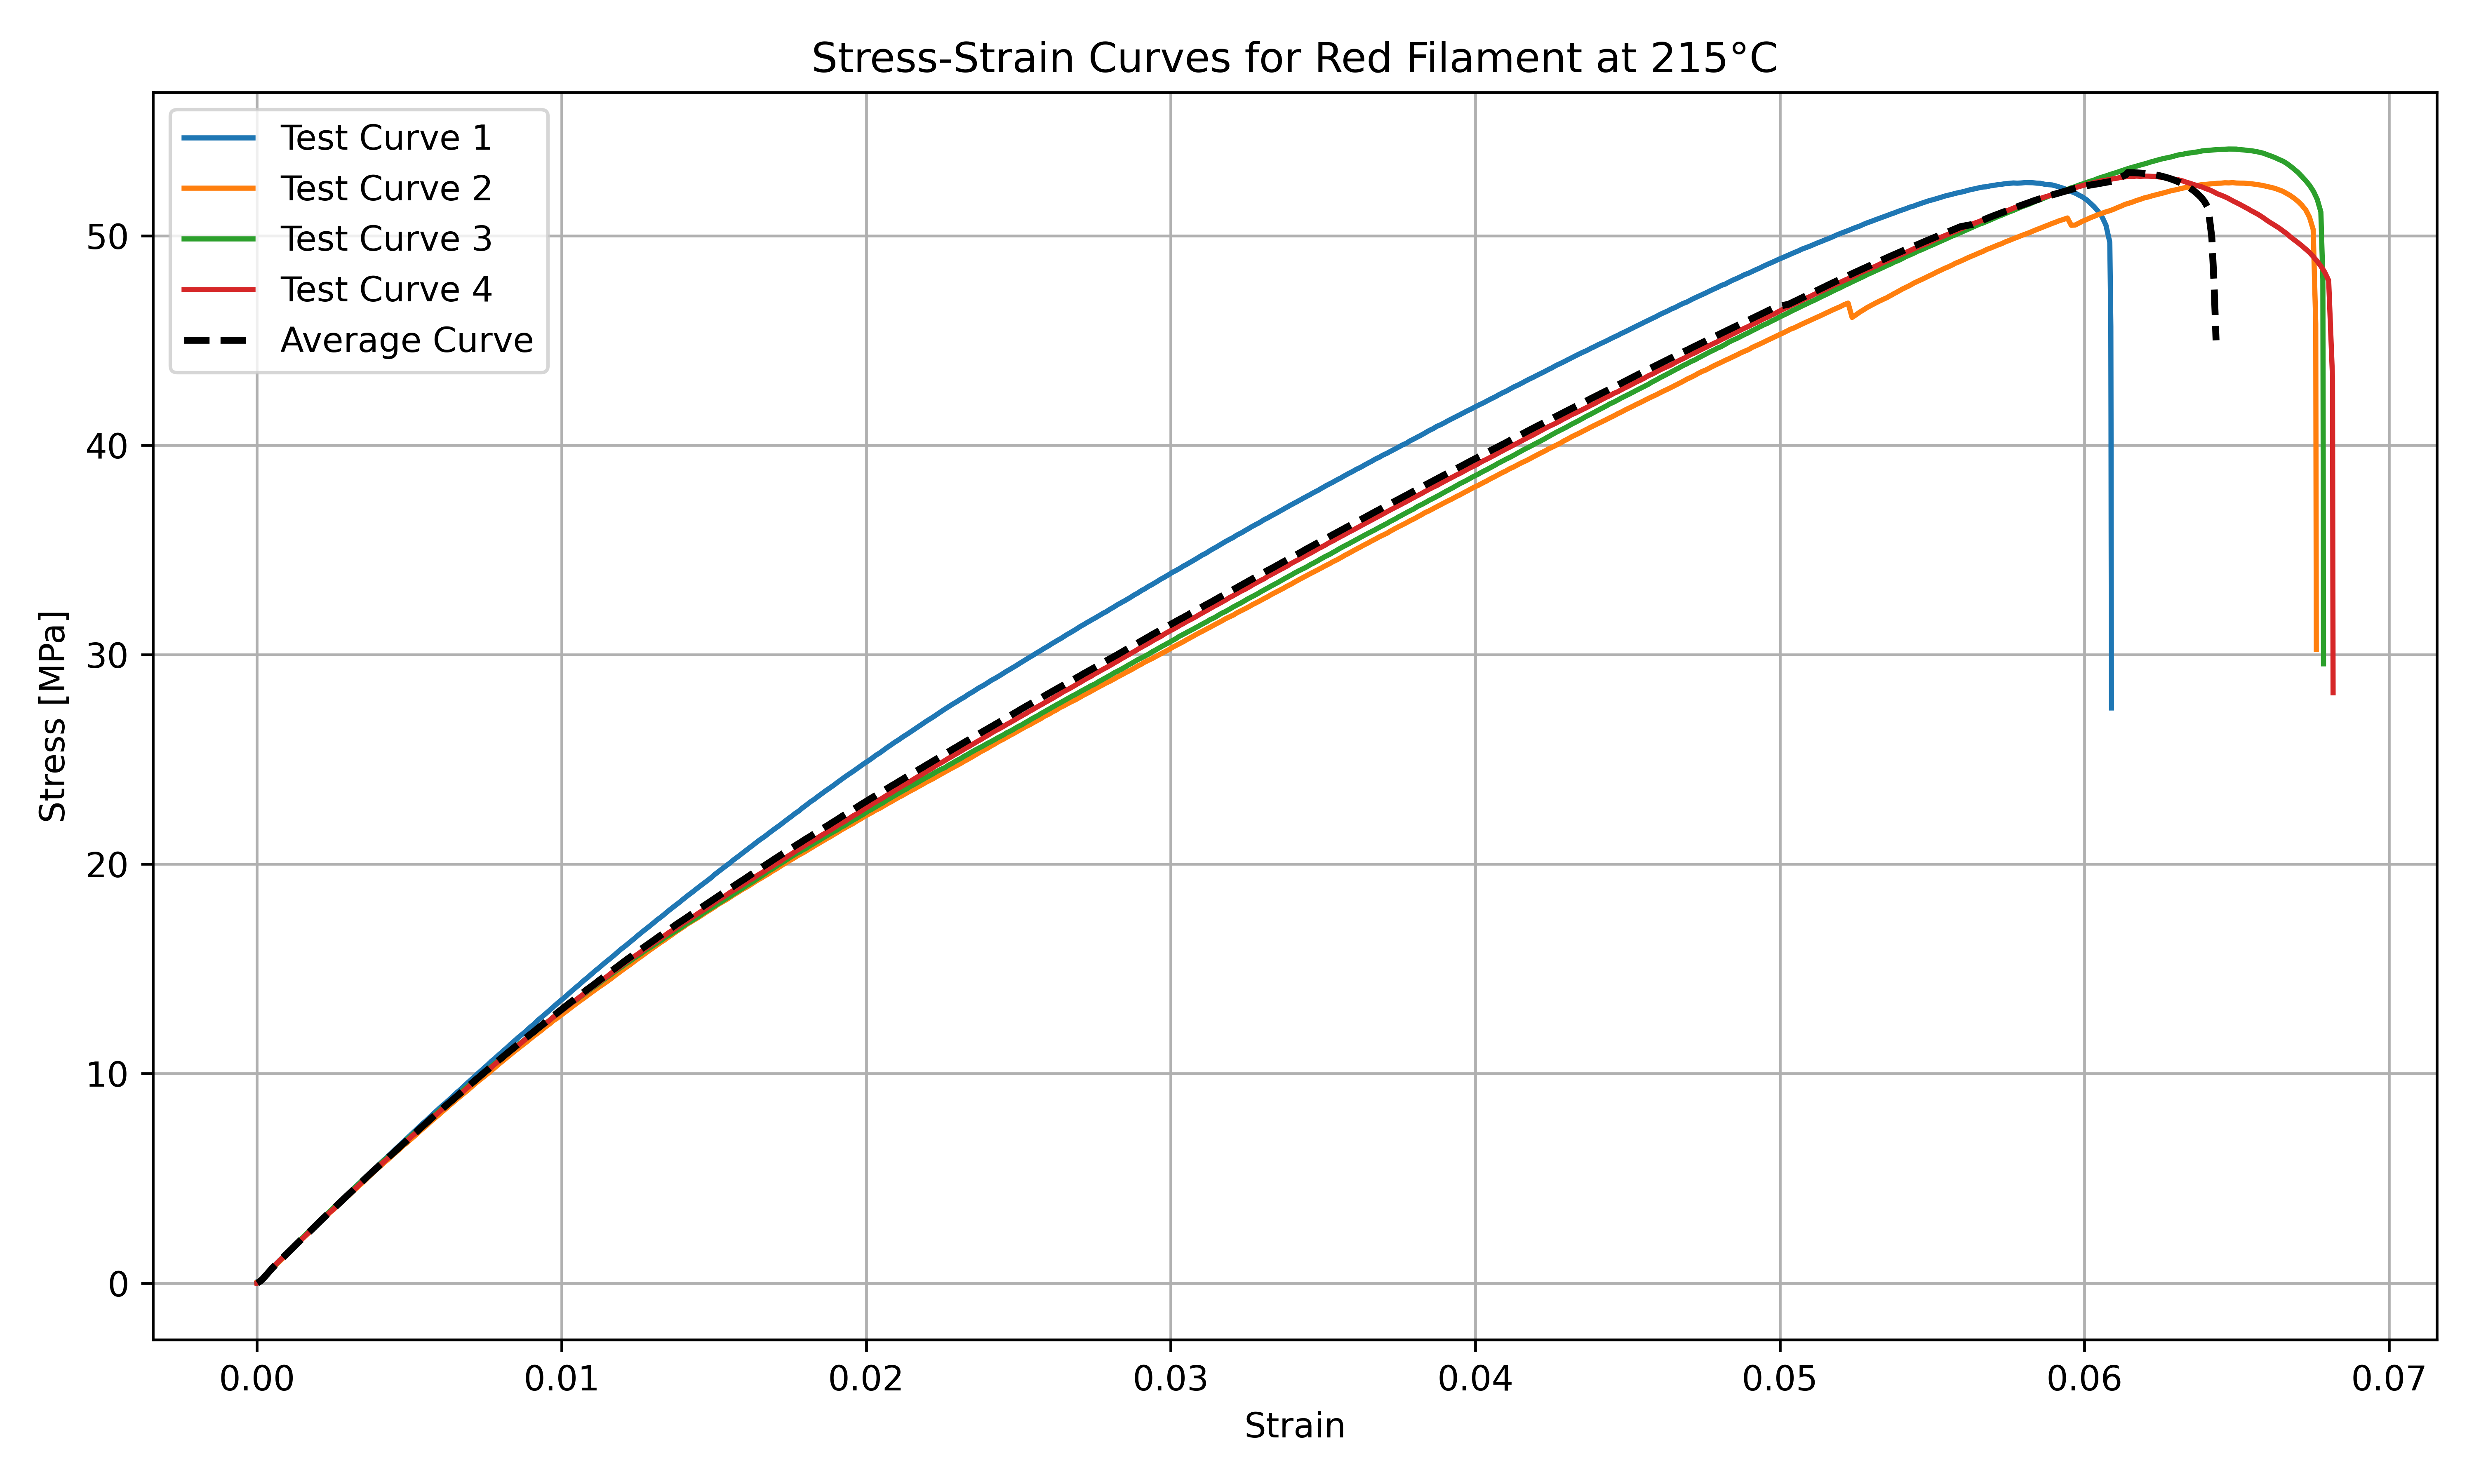 Stress-Strain Curves for Red Filament at 215°C
Test Curve 1
Test Curve 2
Test Curve 3
Test Curve 4
Average Curve
Stress [MPa]
50
40
30
20
10
0
0.00 0.01 0.02 0.03 0.04 0.05 0.06 0.07
Strain